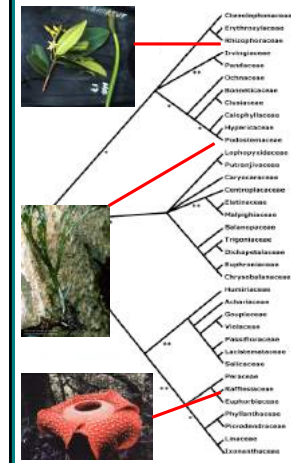 Ctenolophonaceae
Erythroxylaceae
Rhizophoraceae
Irvingiaceae
Pandaceae
Ochnaceae
Bonnetiaceae
Clusiaceae
Calophyllaceae
Hypericaceae
Podostemaceae
Lophopyxidaceae
Putranjivaceae
Caryocaraceae
Centroplacaceae
Elatinaceae
Malpighiaceae
Balanopaceae
Trigoniaceae
Dichapetalaceae
Euphroniaceae
Chrysobalanaceae
Humiriaceae
Achariaceae
Goupiaceae
Violaceae
Passifloraceae
Lacistemataceae
Salicaceae
Peraceae
Rafflesiaceae
Euphorbiaceae
Phyllanthaceae
Picrodendraceae
Linaceae
Ixonanthaceae